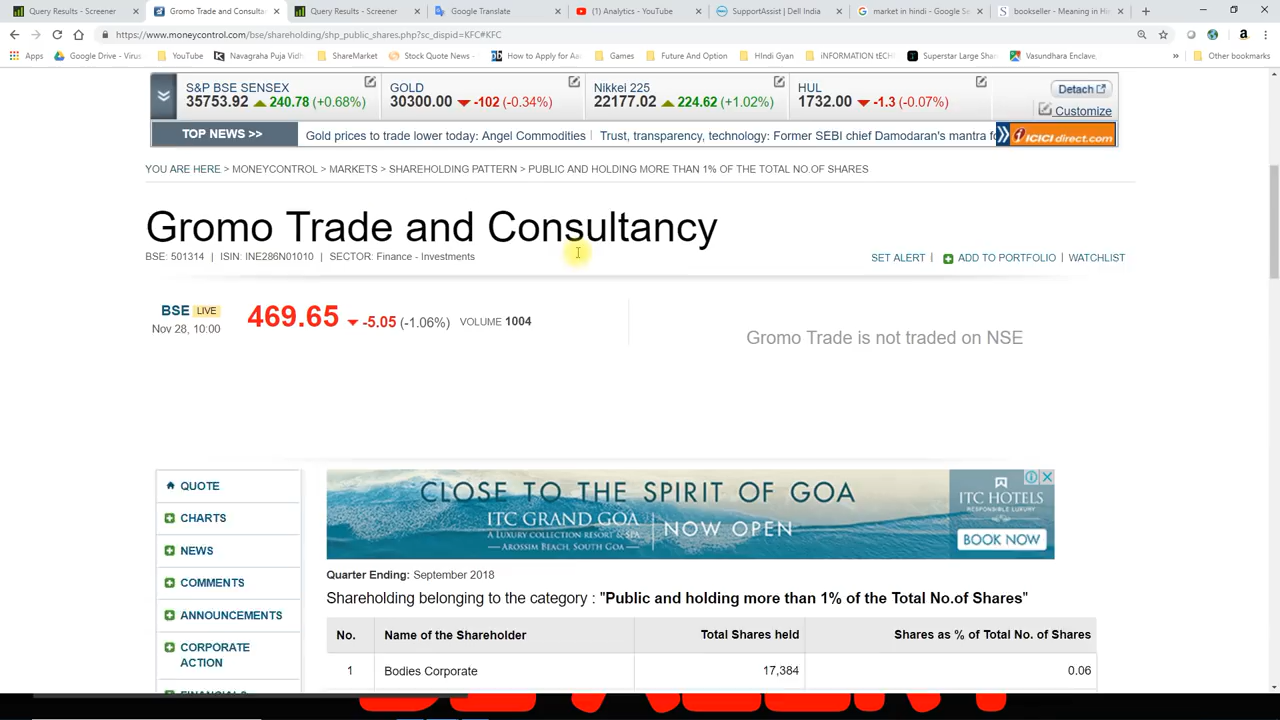 Query Results - Screener
Gromo Trade and Consultan
Query Results - Screener
Google Translate
(1) Analytics - YouTube
SupportAssist | Dell India
market in hindi - Google Se
bookseller - Meaning in Hi
https://www.moneycontrol.com/bse/shareholding/shp_public_shares.php?sc_dispid=KFC#KFC
Apps
Google Drive - Virus
YouTube
Navagraha Puja Vidh
ShareMarket
Stock Quote News -
How to Apply for Aa
Games
Future And Option
HIndi Gyan
iNFORMATION tECH
Superstar Large Shar
Vasundhara Enclave,
»
Other bookmarks
S&P BSE SENSEX
35753.92 240.78 (+0.68%)
GOLD
30300.00 -102 (-0.34%)
Nikkei 225
22177.02 224.62 (+1.02%)
HUL
1732.00 -1.3 (-0.07%)
Detach
Customize
TOP NEWS >>
Gold prices to trade lower today: Angel Commodities | Trust, transparency, technology: Former SEBI chief Damodaran's mantra fo
ICICI direct.com
YOU ARE HERE > MONEYCONTROL > MARKETS > SHAREHOLDING PATTERN > PUBLIC AND HOLDING MORE THAN 1% OF THE TOTAL NO.OF SHARES
Gromo Trade and Consultancy
BSE: 501314 | ISIN: INE286N01010 | SECTOR: Finance - Investments
SET ALERT | ADD TO PORTFOLIO | WATCHLIST
BSE LIVE
Nov 28, 10:00
469.65 -5.05 (-1.06%) VOLUME 1004
Gromo Trade is not traded on NSE
QUOTE
CHARTS
NEWS
COMMENTS
ANNOUNCEMENTS
CORPORATE
ACTION
CLOSE TO THE SPIRIT OF GOA
ITC GRAND GOA
A LUXURY COLLECTION RESORT & SPA
AROSSIM BEACH, SOUTH GOA
NOW OPEN
ITC HOTELS
RESPONSIBLE LUXURY
BOOK NOW
Quarter Ending: September 2018
Shareholding belonging to the category : "Public and holding more than 1% of the Total No.of Shares"
No. Name of the Shareholder Total Shares held Shares as % of Total No. of Shares
1 Bodies Corporate 17,384 0.06